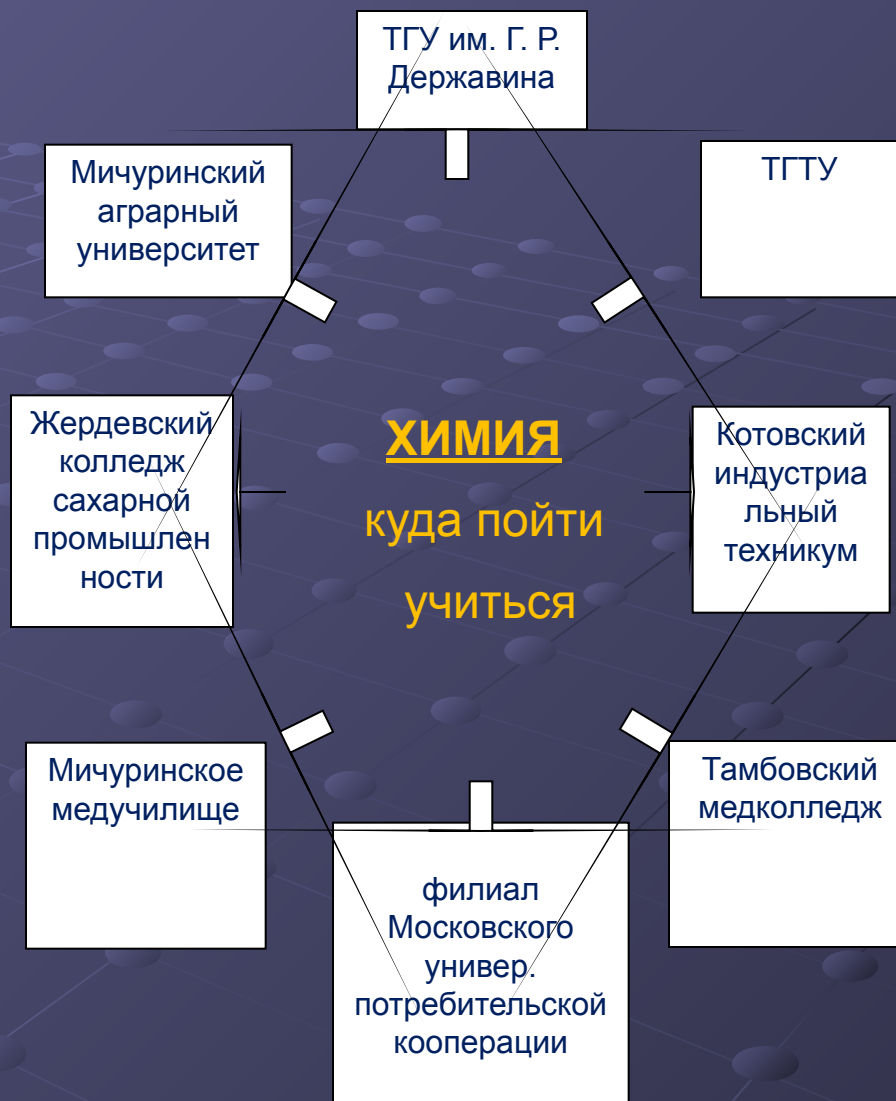 ТГУ им. Г. Р.
Державина
Мичуринский
аграрный
университет
ТГТУ
Жердевский
колледж
сахарной
промышлен
ности
ХИМИЯ
куда пойти
учиться
Котовский
индустриа
льный
техникум
Мичуринское
медучилище
Тамбовский
медколледж
филиал
Московского
универ.
потребительской
кооперации